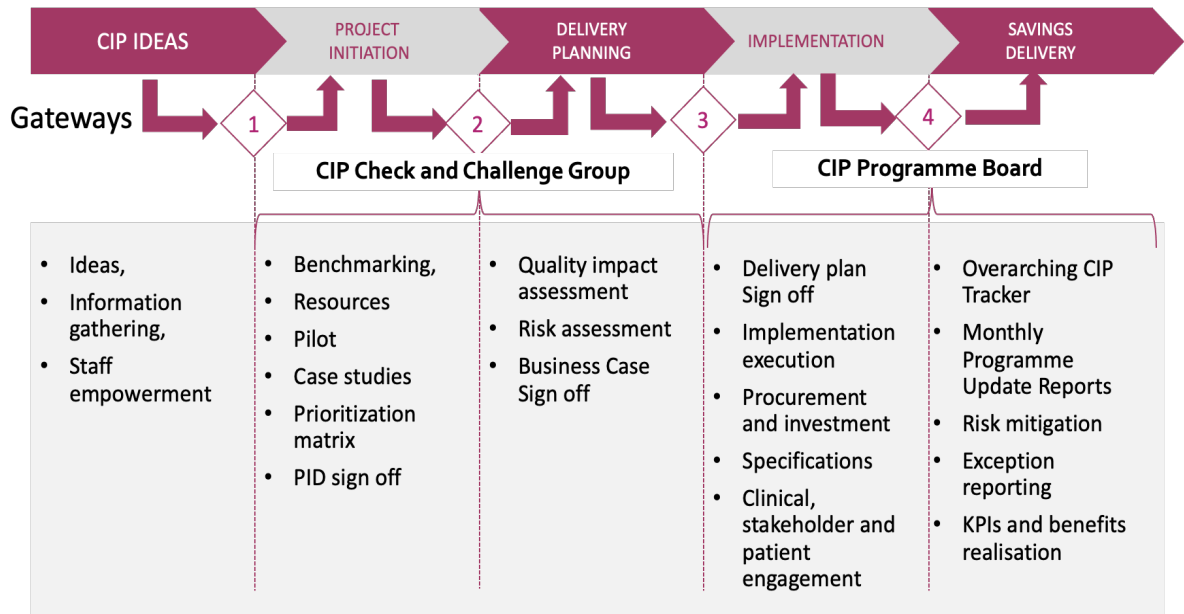 CIP IDEAS
PROJECT
INITIATION
DELIVERY
PLANNING
IMPLEMENTATION
SAVINGS
DELIVERY
Gateways
1
2
3
4
CIP Check and Challenge Group
CIP Programme Board
• Ideas,
• Information
gathering,
• Staff
empowerment
• Benchmarking,
• Resources
• Pilot
• Case studies
• Prioritization
matrix
• PID sign off
• Quality impact
assessment
• Risk assessment
• Business Case
Sign off
• Delivery plan
Sign off
• Implementation
execution
• Procurement
and investment
• Specifications
• Clinical,
stakeholder and
patient
engagement
• Overarching CIP
Tracker
• Monthly
Programme
Update Reports
• Risk mitigation
• Exception
reporting
• KPIs and benefits
realisation